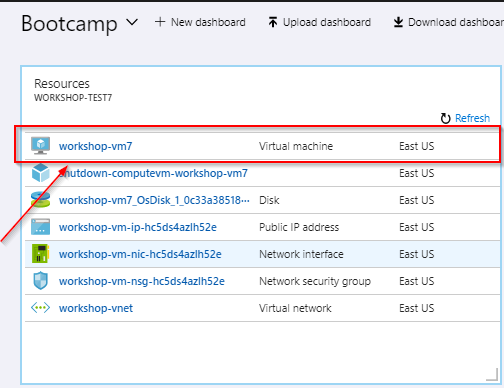 Bootcamp
New dashboard
Upload dashboard
Download dashboard
Resources
WORKSHOP-TEST7
Refresh
workshop-vm7 Virtual machine East US
shutdown-computevm-workshop-vm7 East US
workshop-vm7_OsDisk_1_0c33a38518··· Disk East US
workshop-vm-ip-hc5ds4azlh52e Public IP address East US
workshop-vm-nic-hc5ds4azlh52e Network interface East US
workshop-vm-nsg-hc5ds4azlh52e Network security group East US
workshop-vnet Virtual network East US